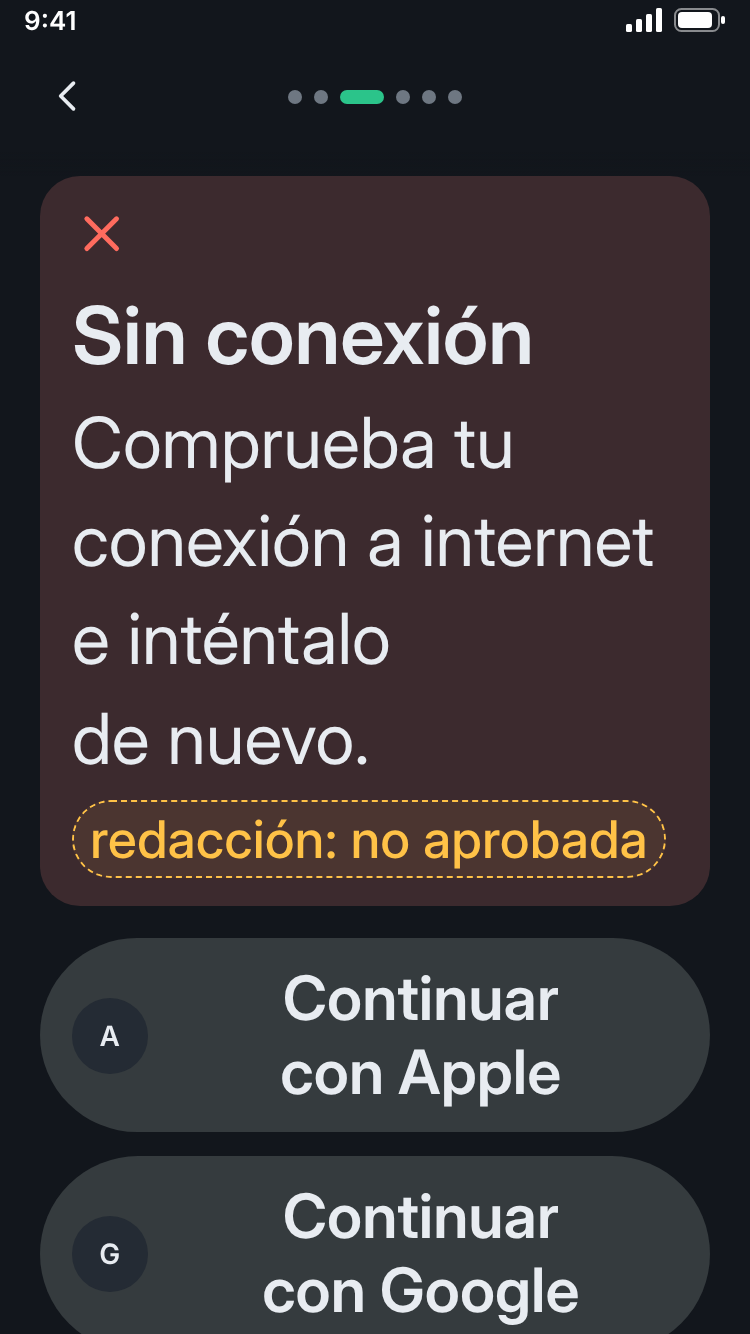 9:41
Sin conexión
Comprueba tu
conexión a internet
e inténtalo
de nuevo.
redacción: no aprobada
A
Continuar
con Apple
G
Continuar
con Google